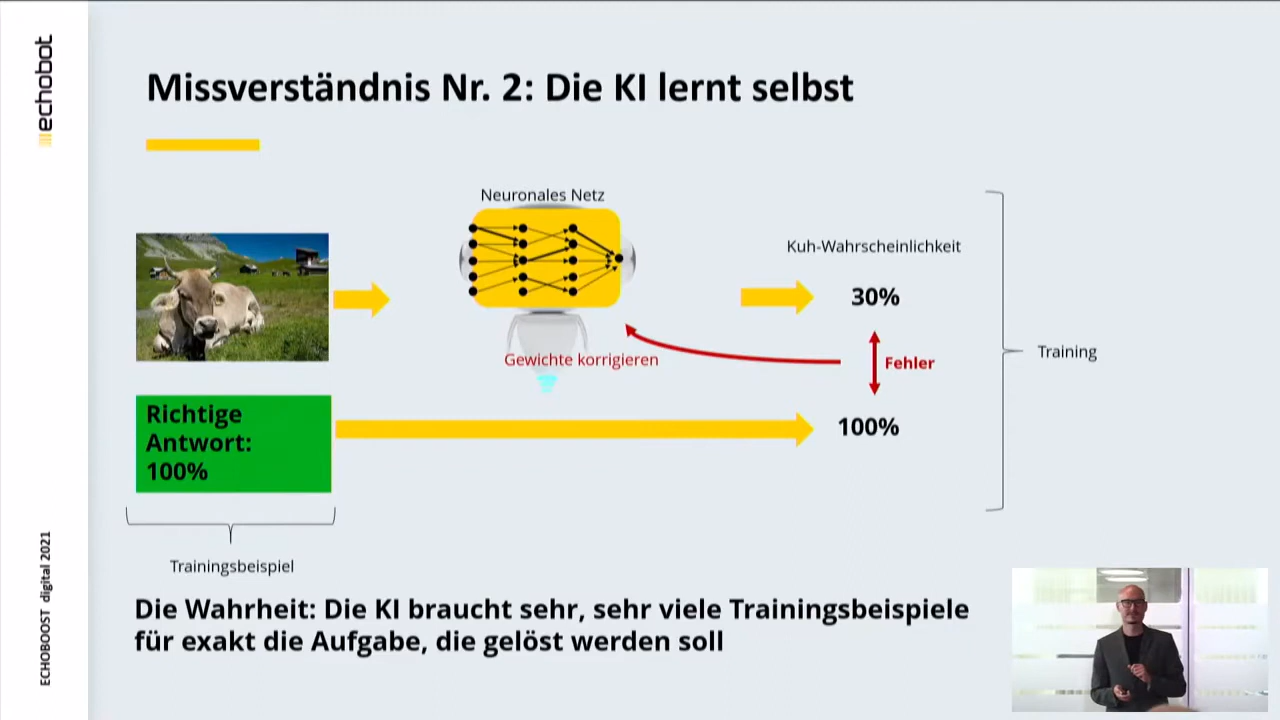 echobot
Missverständnis Nr. 2: Die KI lernt selbst
Neuronales Netz
Kuh-Wahrscheinlichkeit
30%
Gewichte korrigieren
Fehler
Training
Richtige
Antwort:
100%
100%
Trainingsbeispiel
Die Wahrheit: Die KI braucht sehr, sehr viele Trainingsbeispiele
für exakt die Aufgabe, die gelöst werden soll
ECHOBOOST digital 2021